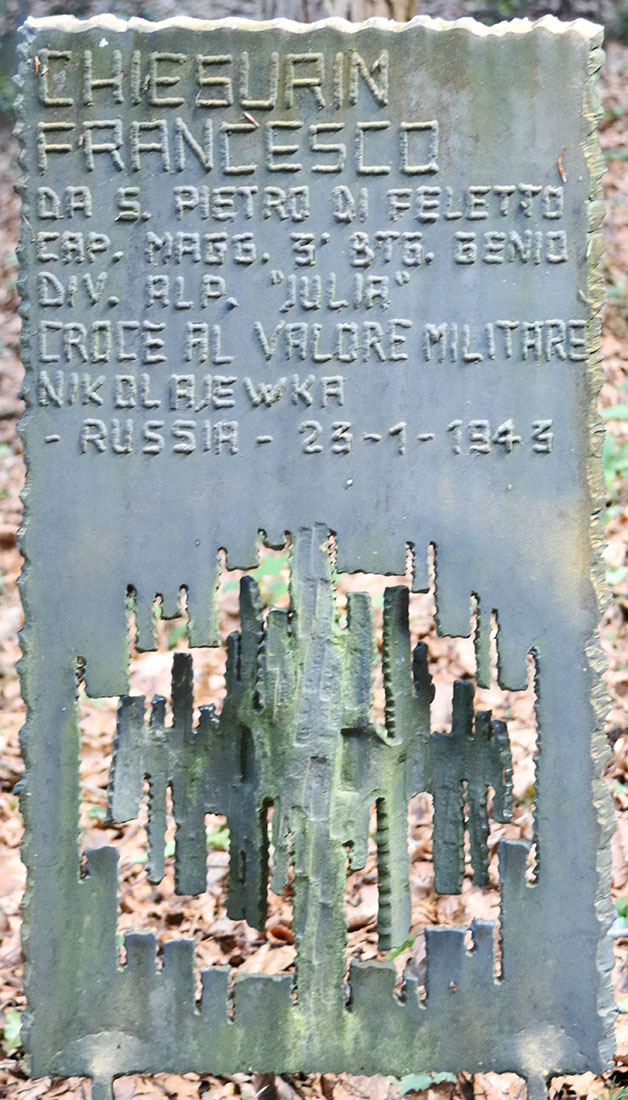 CHIESURIN
FRANCESCO
DA S. PIETRO DI FELETTO
CAP. MAGG. 3° BTG. GENIO
DIV. ALP. "JULIA"
CROCE AL VALORE MILITARE
NIKOLAJEWKA
- RUSSIA - 23-1-1943